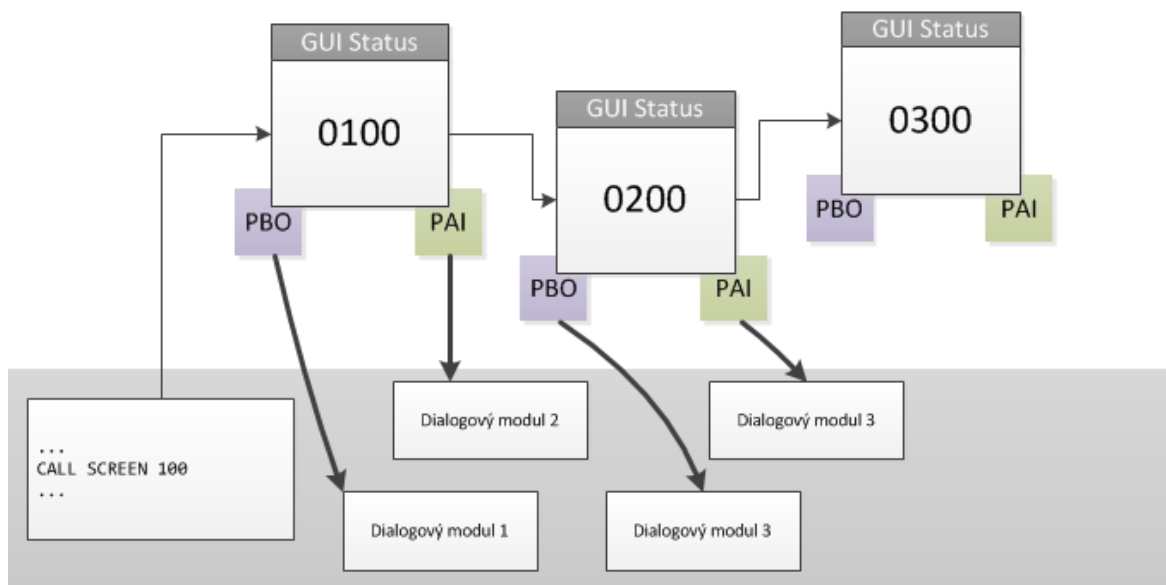 GUI Status
0100
PBO
PAI
GUI Status
0200
PBO
PAI
GUI Status
0300
PBO
PAI
...
CALL SCREEN 100
...
Dialogový modul 2
Dialogový modul 3
Dialogový modul 1
Dialogový modul 3